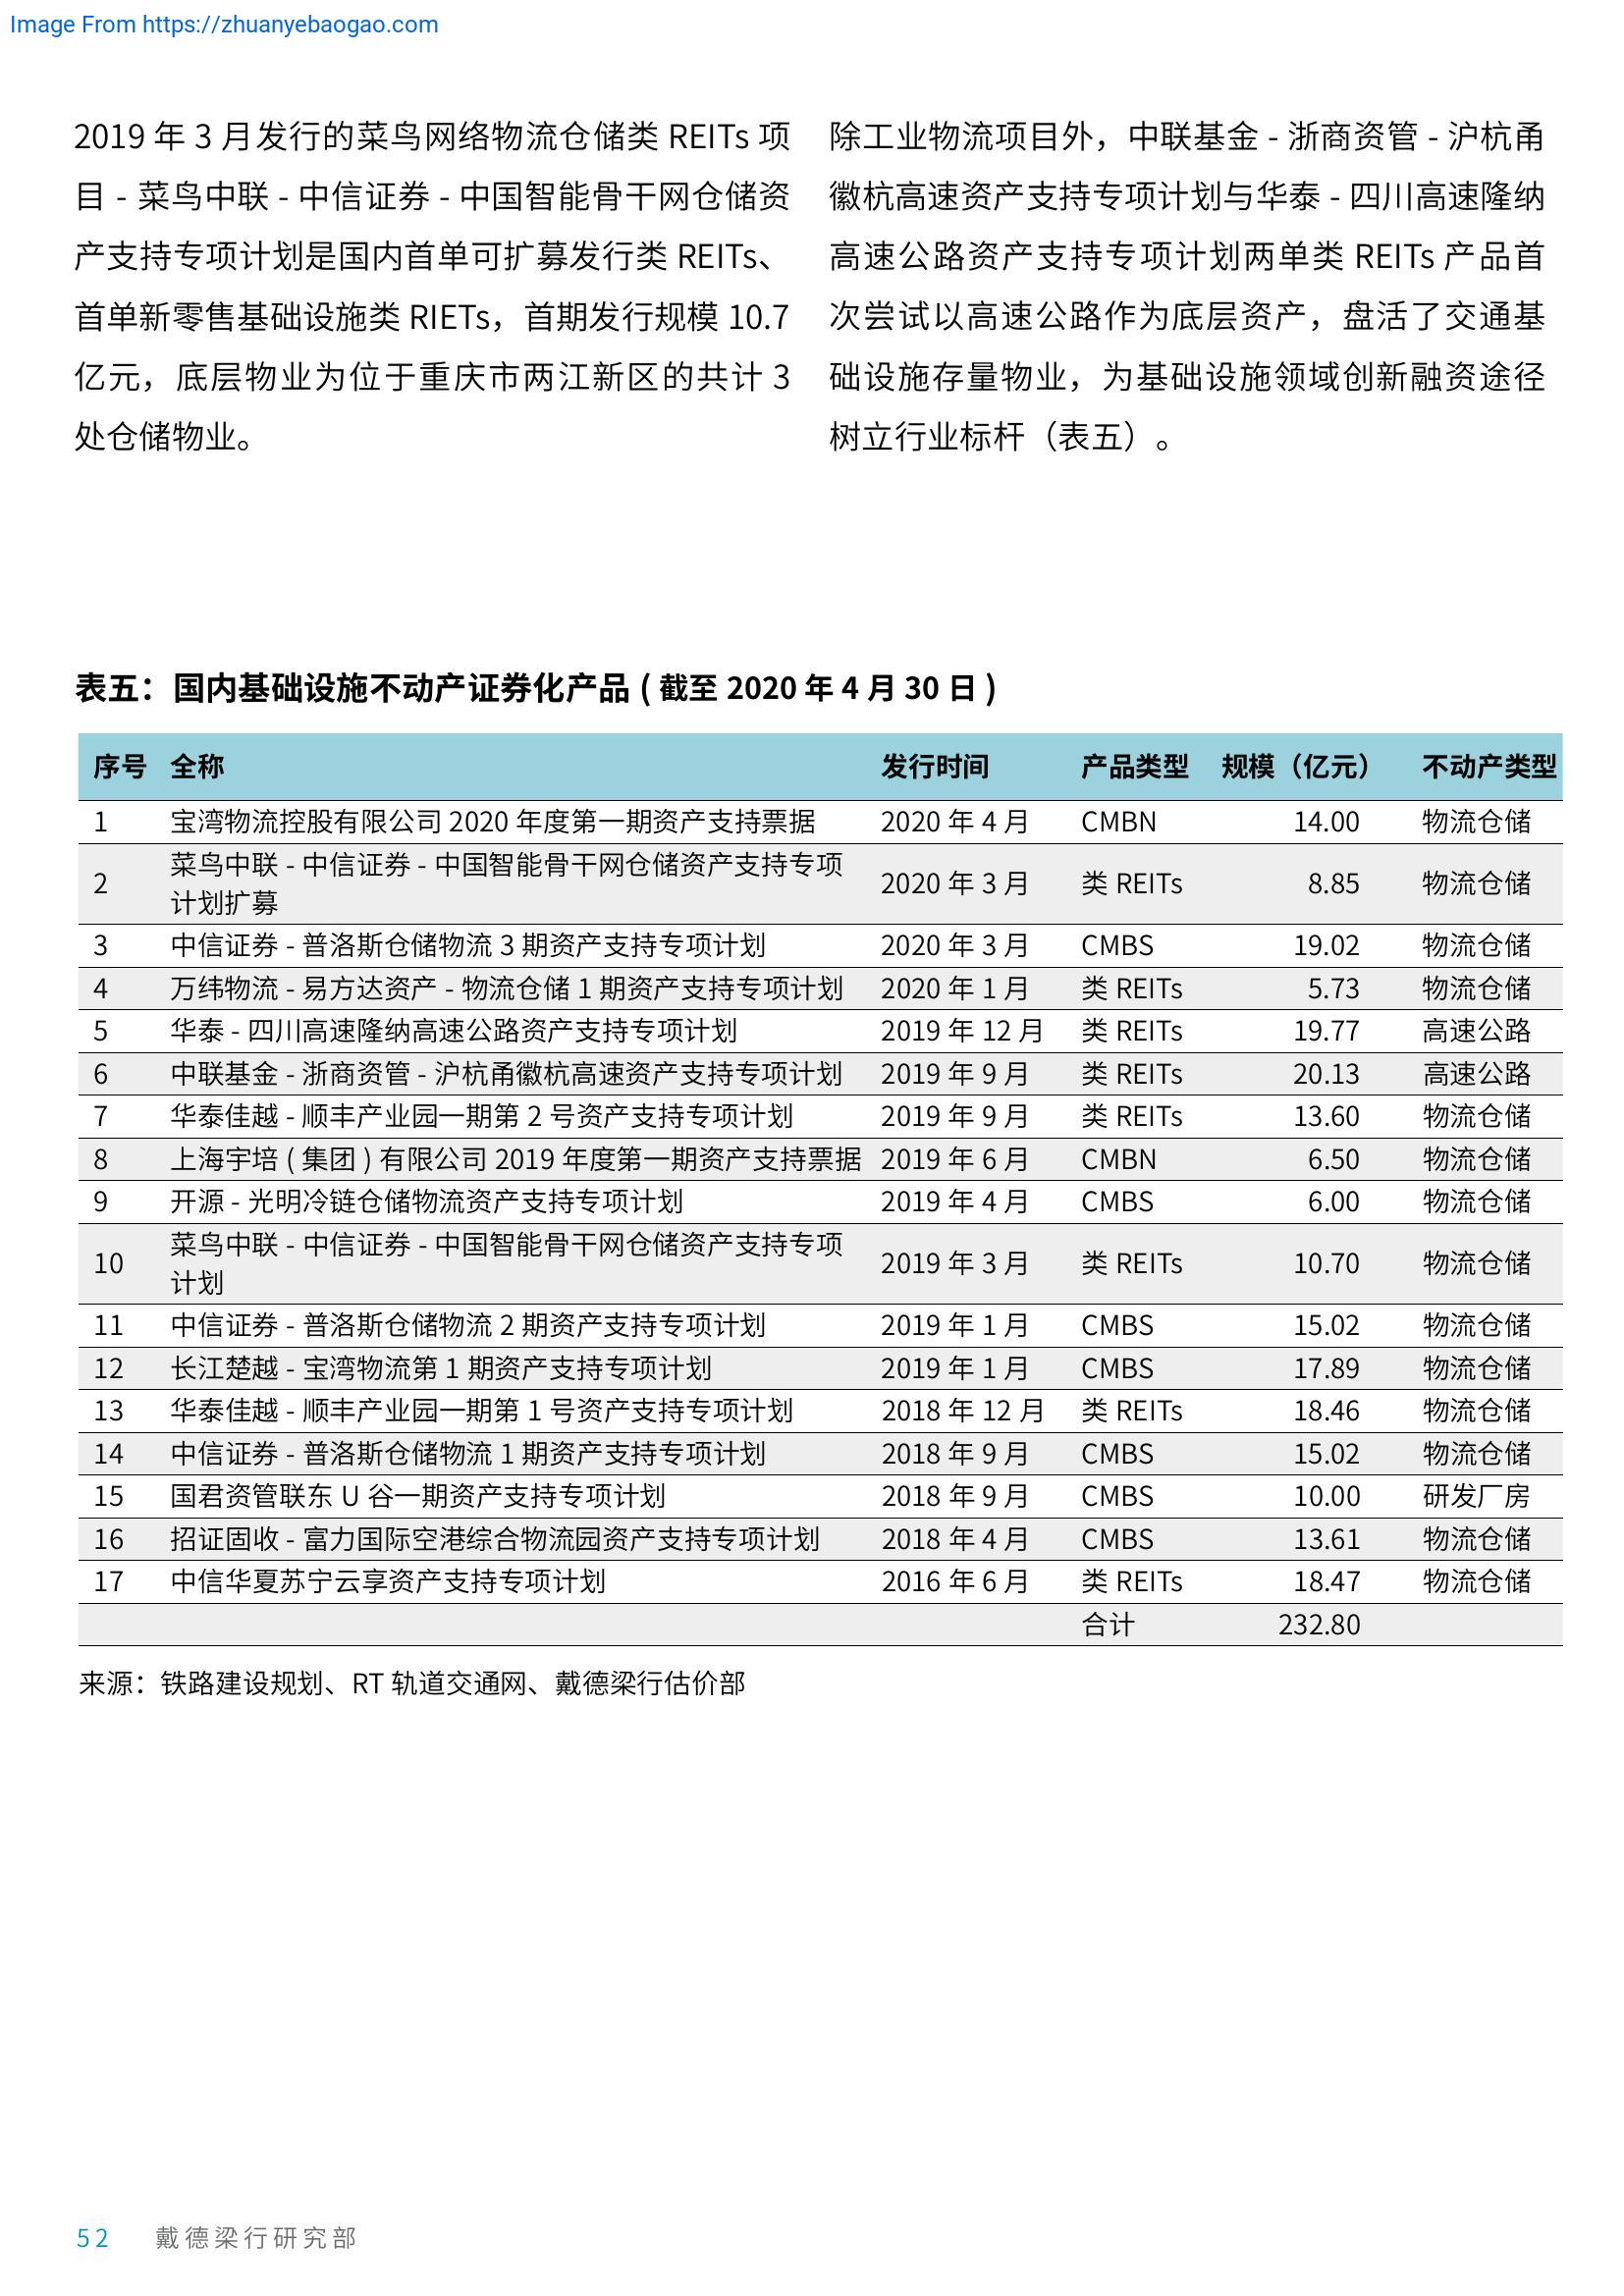 Image From https://zhuanyebaogao.com
2019 年 3 月发行的菜鸟网络物流仓储类 REITs 项
目 - 菜鸟中联 - 中信证券 - 中国智能骨干网仓储资
产支持专项计划是国内首单可扩募发行类 REITs、
首单新零售基础设施类 RIETs，首期发行规模 10.7
亿元，底层物业为位于重庆市两江新区的共计 3
处仓储物业。
除工业物流项目外，中联基金 - 浙商资管 - 沪杭甬
徽杭高速资产支持专项计划与华泰 - 四川高速隆纳
高速公路资产支持专项计划两单类 REITs 产品首
次尝试以高速公路作为底层资产，盘活了交通基
础设施存量物业，为基础设施领域创新融资途径
树立行业标杆（表五）。
表五：国内基础设施不动产证券化产品 ( 截至 2020 年 4 月 30 日 )
序号 全称 发行时间 产品类型 规模（亿元） 不动产类型
1 宝湾物流控股有限公司 2020 年度第一期资产支持票据 2020 年 4 月 CMBN 14.00 物流仓储
2 菜鸟中联 - 中信证券 - 中国智能骨干网仓储资产支持专项
计划扩募 2020 年 3 月 类 REITs 8.85 物流仓储
3 中信证券 - 普洛斯仓储物流 3 期资产支持专项计划 2020 年 3 月 CMBS 19.02 物流仓储
4 万纬物流 - 易方达资产 - 物流仓储 1 期资产支持专项计划 2020 年 1 月 类 REITs 5.73 物流仓储
5 华泰 - 四川高速隆纳高速公路资产支持专项计划 2019 年 12 月 类 REITs 19.77 高速公路
6 中联基金 - 浙商资管 - 沪杭甬徽杭高速资产支持专项计划 2019 年 9 月 类 REITs 20.13 高速公路
7 华泰佳越 - 顺丰产业园一期第 2 号资产支持专项计划 2019 年 9 月 类 REITs 13.60 物流仓储
8 上海宇培 ( 集团 ) 有限公司 2019 年度第一期资产支持票据 2019 年 6 月 CMBN 6.50 物流仓储
9 开源 - 光明冷链仓储物流资产支持专项计划 2019 年 4 月 CMBS 6.00 物流仓储
10 菜鸟中联 - 中信证券 - 中国智能骨干网仓储资产支持专项
计划 2019 年 3 月 类 REITs 10.70 物流仓储
11 中信证券 - 普洛斯仓储物流 2 期资产支持专项计划 2019 年 1 月 CMBS 15.02 物流仓储
12 长江楚越 - 宝湾物流第 1 期资产支持专项计划 2019 年 1 月 CMBS 17.89 物流仓储
13 华泰佳越 - 顺丰产业园一期第 1 号资产支持专项计划 2018 年 12 月 类 REITs 18.46 物流仓储
14 中信证券 - 普洛斯仓储物流 1 期资产支持专项计划 2018 年 9 月 CMBS 15.02 物流仓储
15 国君资管联东 U 谷一期资产支持专项计划 2018 年 9 月 CMBS 10.00 研发厂房
16 招证固收 - 富力国际空港综合物流园资产支持专项计划 2018 年 4 月 CMBS 13.61 物流仓储
17 中信华夏苏宁云享资产支持专项计划 2016 年 6 月 类 REITs 18.47 物流仓储
合计 232.80
来源：铁路建设规划、RT 轨道交通网、戴德梁行估价部
52 戴德梁行研究部